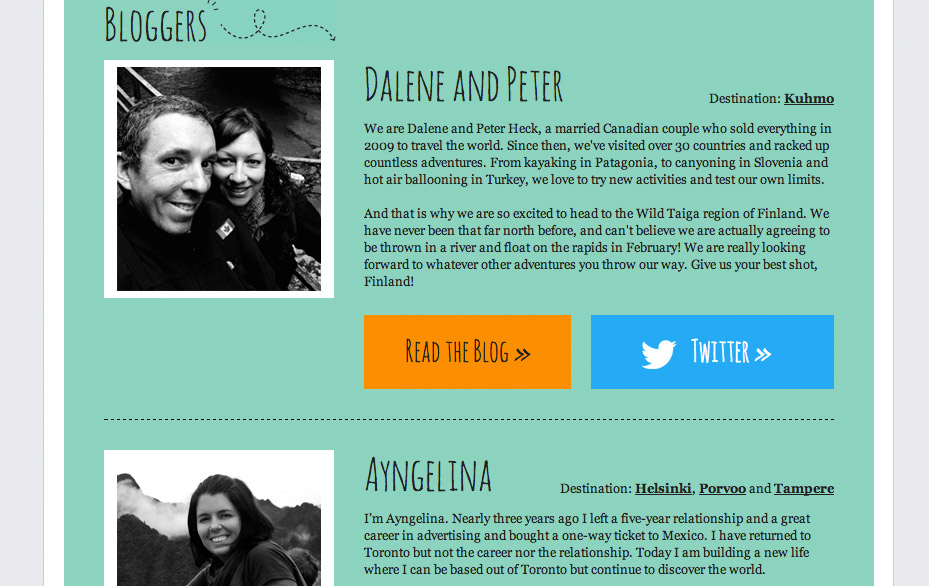 Bloggers
Dalene and Peter
Destination: Kuhmo
We are Dalene and Peter Heck, a married Canadian couple who sold everything in
2009 to travel the world. Since then, we've visited over 30 countries and racked up
countless adventures. From kayaking in Patagonia, to canyoning in Slovenia and
hot air ballooning in Turkey, we love to try new activities and test our own limits.
And that is why we are so excited to head to the Wild Taiga region of Finland. We
have never been that far north before, and can't believe we are actually agreeing to
be thrown in a river and float on the rapids in February! We are really looking
forward to whatever other adventures you throw our way. Give us your best shot,
Finland!
Read the Blog »
Twitter »
Ayngelina
Destination: Helsinki, Porvoo and Tampere
I'm Ayngelina. Nearly three years ago I left a five-year relationship and a great
career in advertising and bought a one-way ticket to Mexico. I have returned to
Toronto but not the career nor the relationship. Today I am building a new life
where I can be based out of Toronto but continue to discover the world.